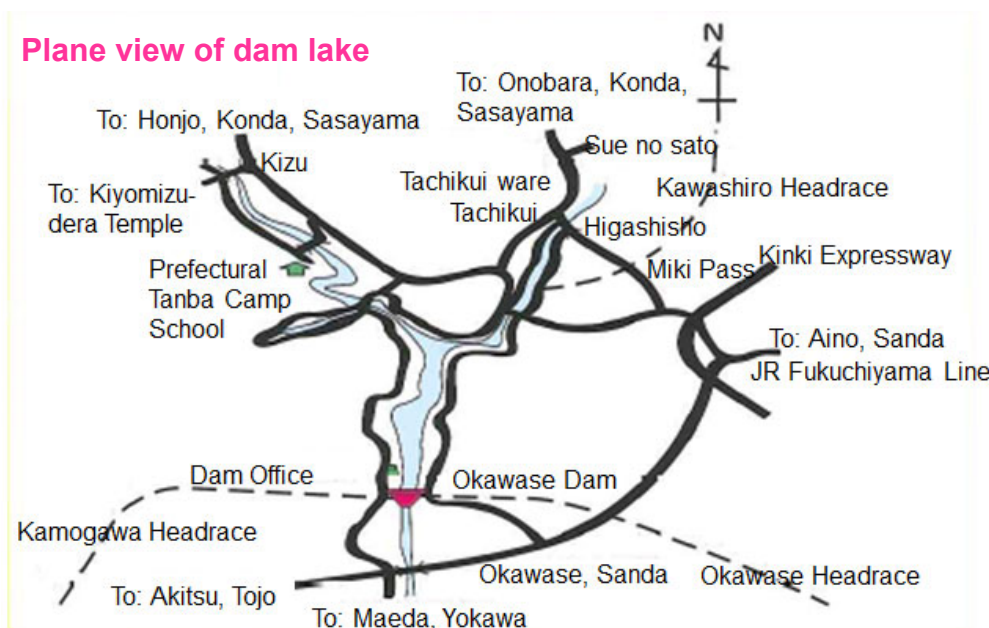 Plane view of dam lake
N
To: Onobara, Konda,
Sasayama
To: Honjo, Konda, Sasayama
Sue no sato
Kizu
Tachikui ware
Tachikui
Kawashiro Headrace
To: Kiyomizu-
dera Temple
Higashisho
Kinki Expressway
Miki Pass
Prefectural
Tanba Camp
School
To: Aino, Sanda
JR Fukuchiyama Line
Dam Office
Okawase Dam
Kamogawa Headrace
Okawase, Sanda
Okawase Headrace
To: Akitsu, Tojo
To: Maeda, Yokawa